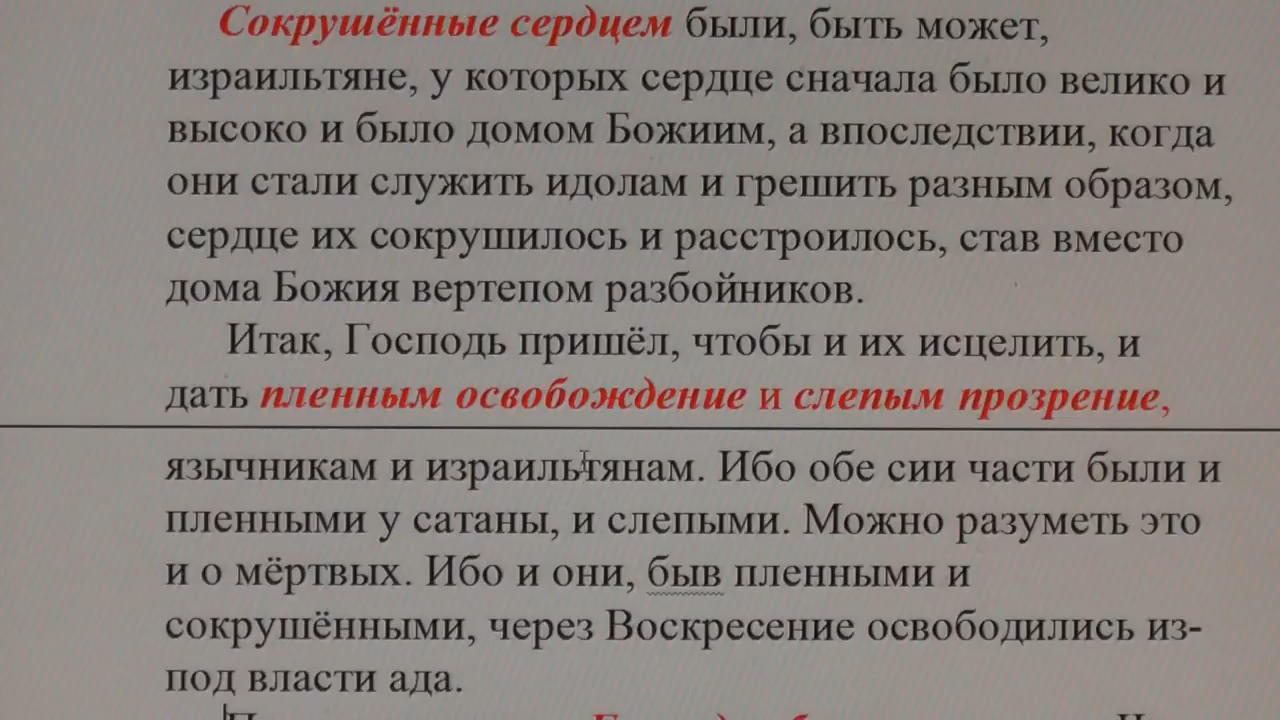 Сокрушённые сердцем были, быть может,
израильтяне, у которых сердце сначала было велико и
высоко и было домом Божиим, а впоследствии, когда
они стали служить идолам и грешить разным образом,
сердце их сокрушилось и расстроилось, став вместо
дома Божия вертепом разбойников.
Итак, Господь пришёл, чтобы и их исцелить, и
дать пленным освобождение и слепым прозрение,
язычникам и израильтянам. Ибо обе сии части были и
пленными у сатаны, и слепыми. Можно разуметь это
и о мёртвых. Ибо и они, быв пленными и
сокрушёнными, через Воскресение освободились из-
под власти ада.